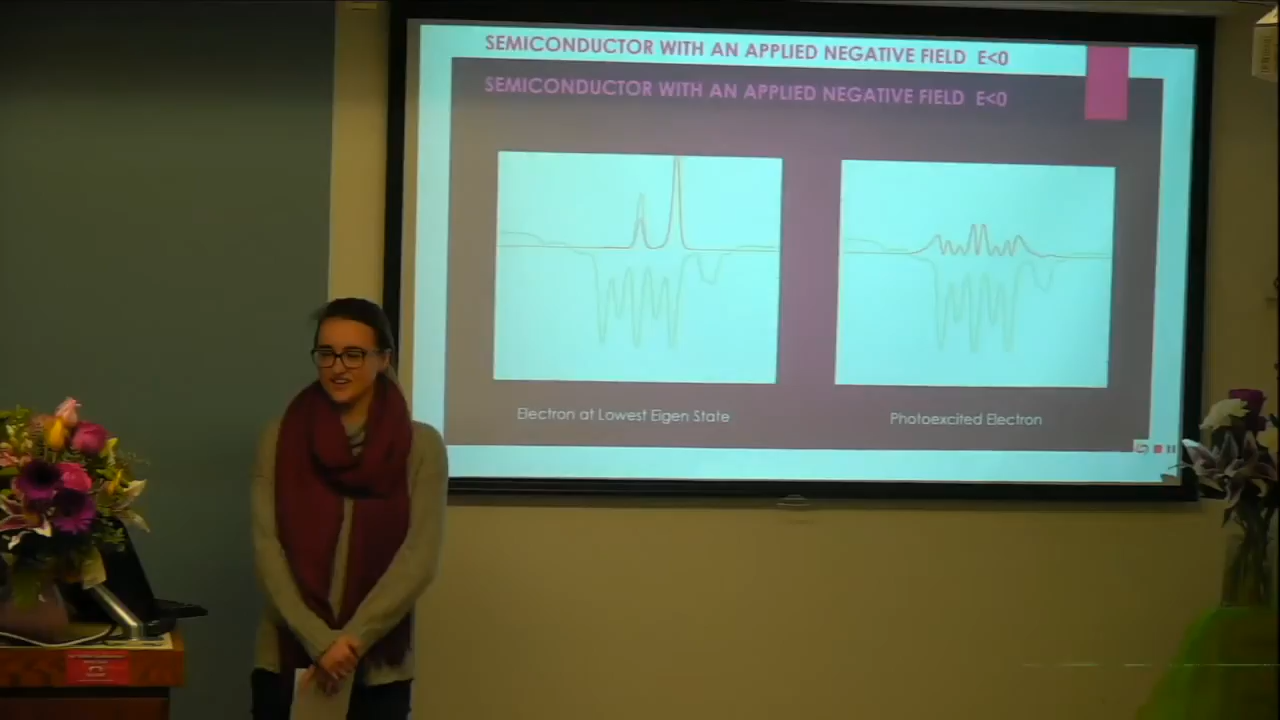 SEMICONDUCTOR WITH AN APPLIED NEGATIVE FIELD E<0
SEMICONDUCTOR WITH AN APPLIED NEGATIVE FIELD E<0
Electron at Lowest Eigen State
Photoexcited Electron